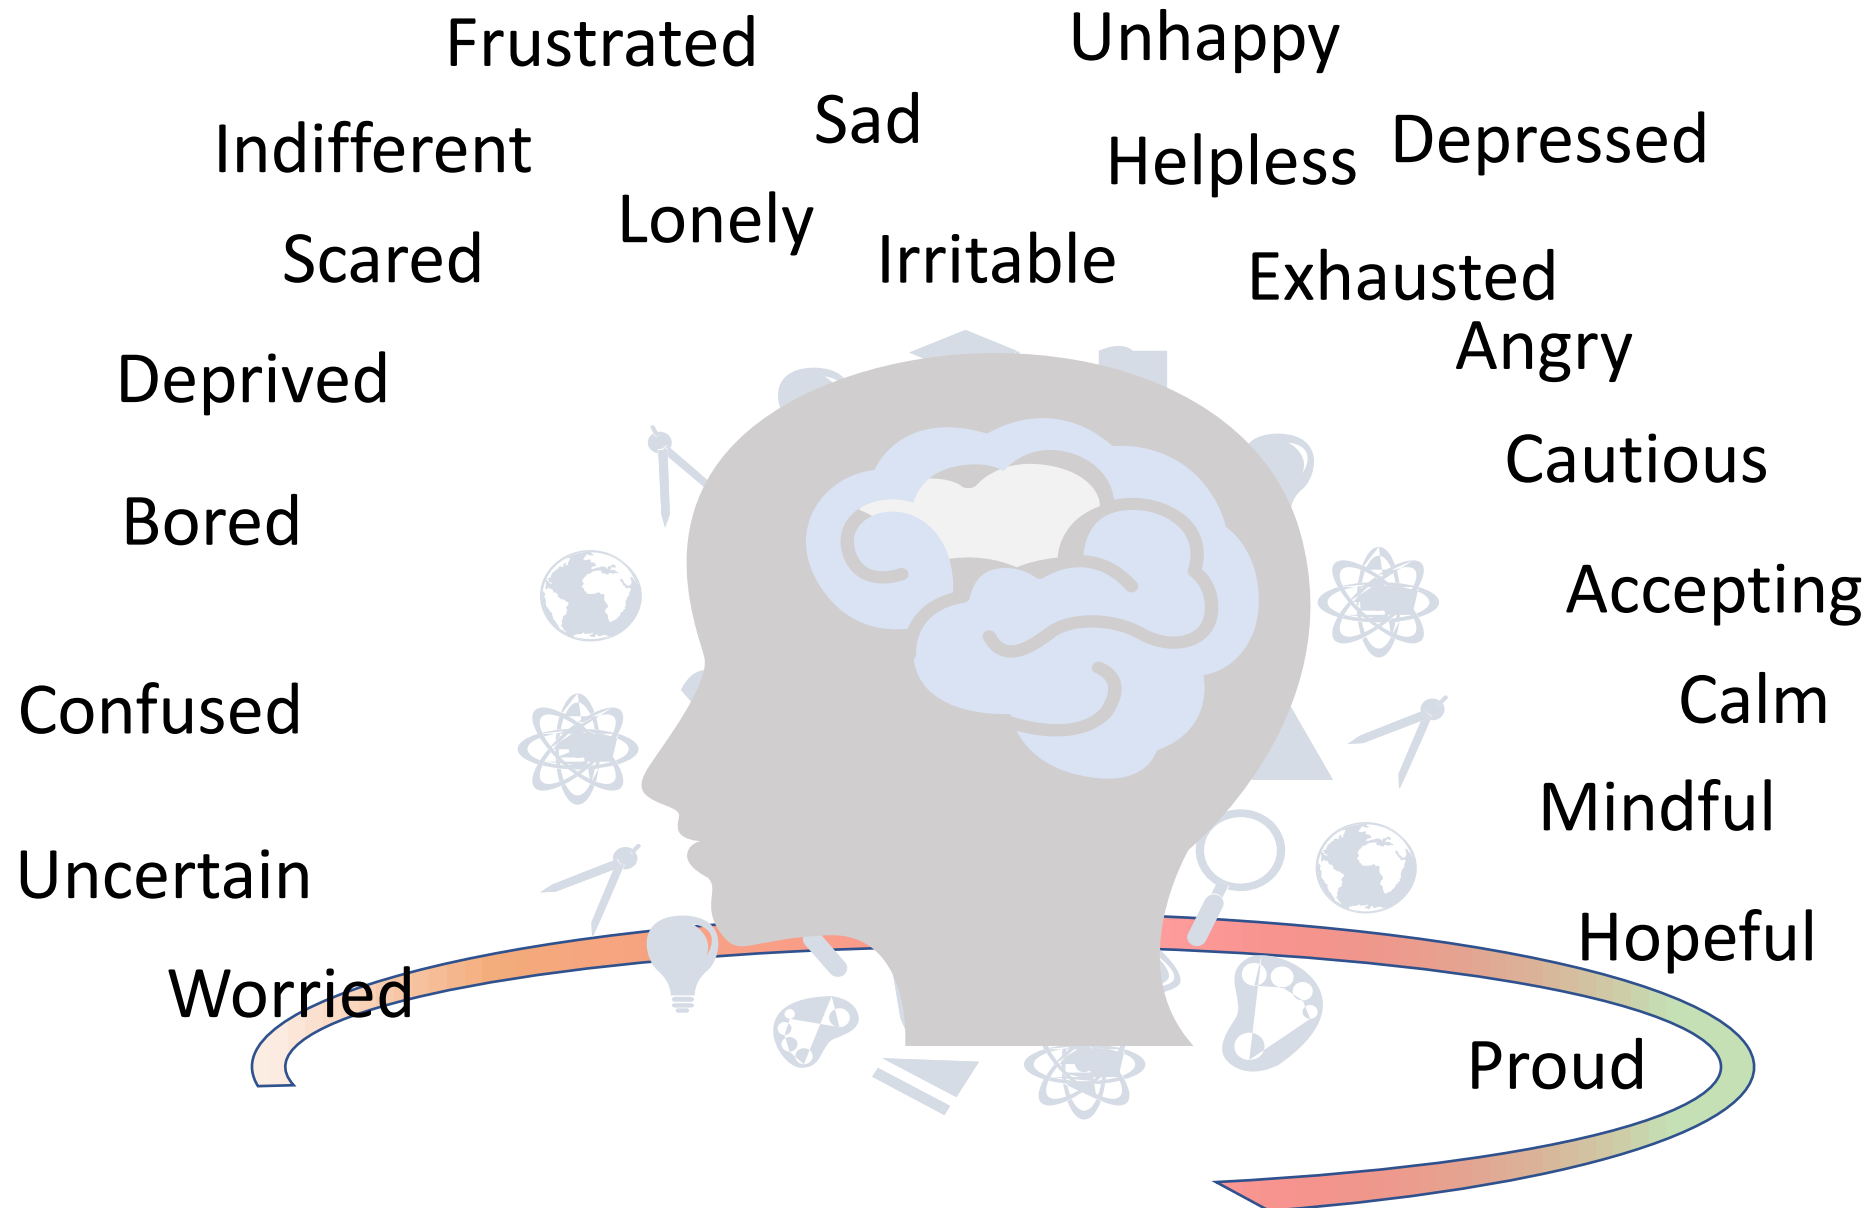 Frustrated
Unhappy
Sad
Depressed
Indifferent
Helpless
Lonely
Scared
Irritable
Exhausted
Angry
Deprived
Cautious
Bored
Accepting
Calm
Confused
Mindful
Uncertain
Hopeful
Worried
Proud